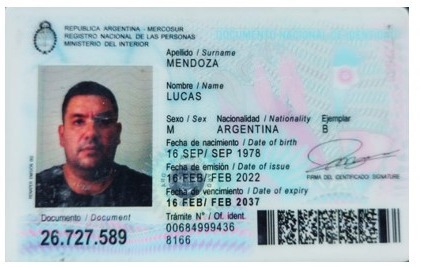 REPUBLICA ARGENTINA - MERCOSUR
REGISTRO NACIONAL DE LAS PERSONAS
MINISTERIO DEL INTERIOR
DOCUMENTO NACIONAL DE IDENTIDAD
Apellido / Surname
MENDOZA
Nombre / Name
LUCAS
Sexo / Sex Nacionalidad / Nationality Ejemplar
M ARGENTINA B
Fecha de nacimiento / Date of birth
16 SEP/ SEP 1978
Fecha de emisión / Date of issue
16 FEB/ FEB 2022
Fecha de vencimiento / Date of expiry
16 FEB/ FEB 2037
FIRMA DEL IDENTIFICADO/ SIGNATURE
Documento / Document
26.727.589
Trámite N° / Of. ident.
00684999436
8166